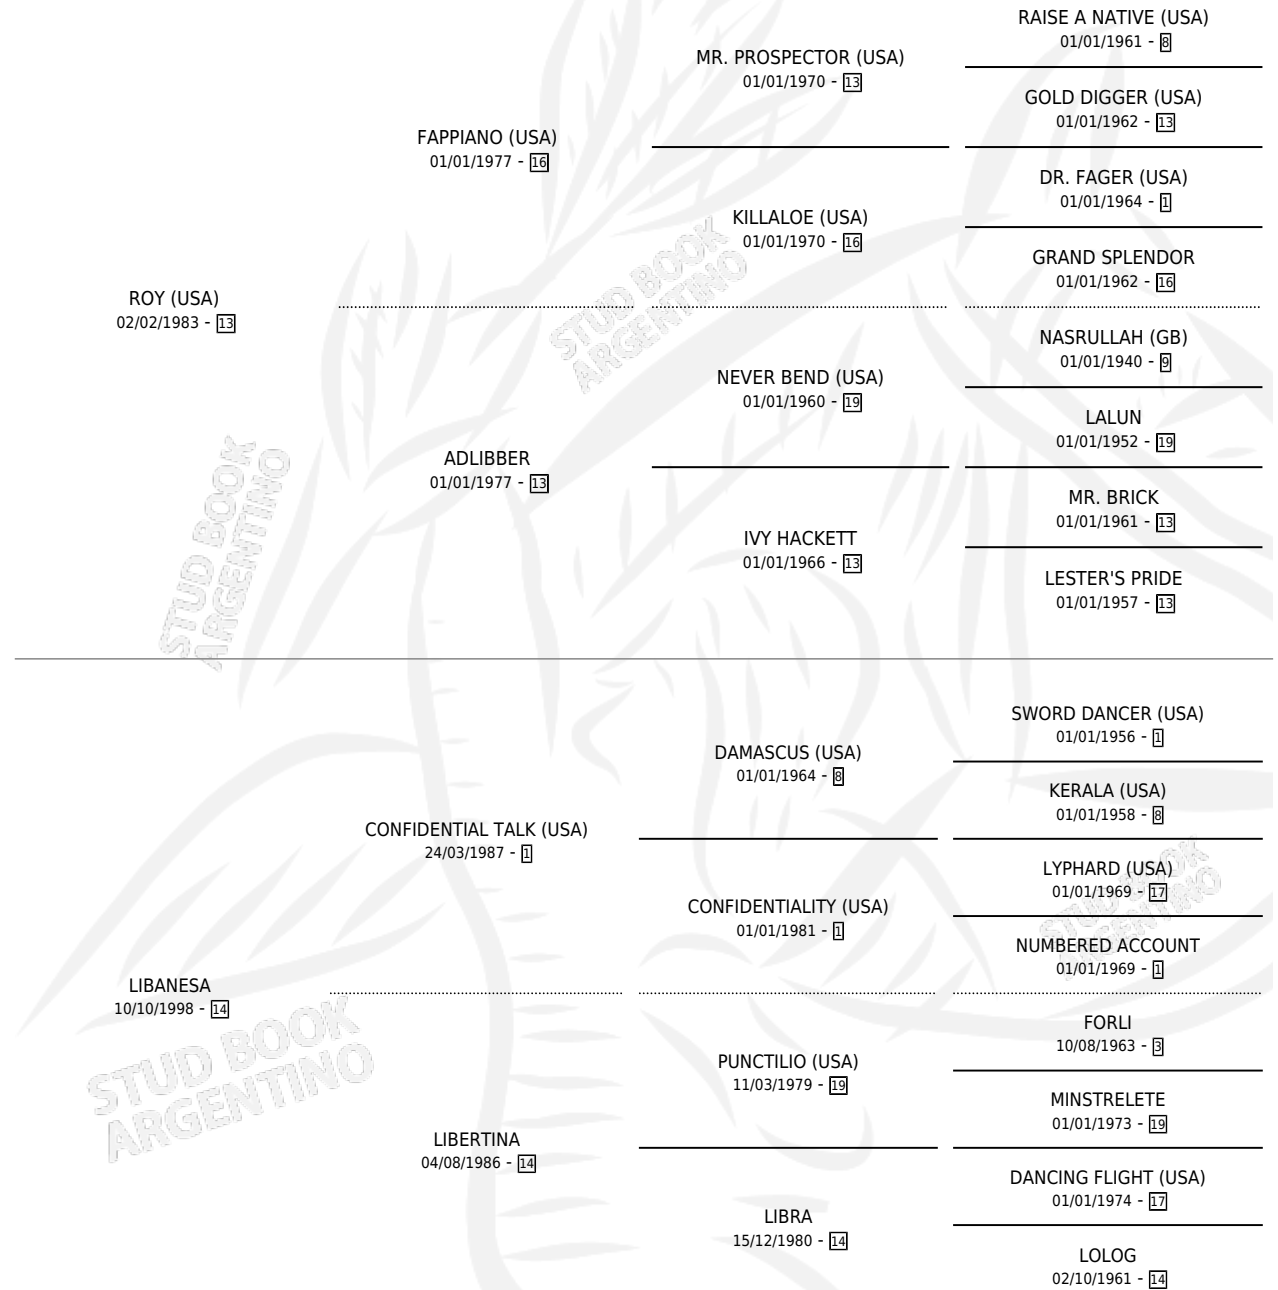 RAISE A NATIVE (USA)
01/01/1961 - 8
MR. PROSPECTOR (USA)
01/01/1970 - 13
GOLD DIGGER (USA)
01/01/1962 - 13
FAPPIANO (USA)
01/01/1977 - 16
DR. FAGER (USA)
01/01/1964 - 1
KILLALOE (USA)
01/01/1970 - 16
GRAND SPLENDOR
01/01/1962 - 16
STUD BOOK
ARGENTINO
ROY (USA)
02/02/1983 - 13
NASRULLAH (GB)
01/01/1940 - 9
NEVER BEND (USA)
01/01/1960 - 19
LALUN
01/01/1952 - 19
ADLIBBER
01/01/1977 - 13
MR. BRICK
01/01/1961 - 13
IVY HACKETT
01/01/1966 - 13
LESTER'S PRIDE
01/01/1957 - 13
STUD BOOK
ARGENTINO
SWORD DANCER (USA)
01/01/1956 - 1
DAMASCUS (USA)
01/01/1964 - 8
KERALA (USA)
01/01/1958 - 8
CONFIDENTIAL TALK (USA)
24/03/1987 - 1
LYPHARD (USA)
01/01/1969 - 17
CONFIDENTIALITY (USA)
01/01/1981 - 1
NUMBERED ACCOUNT
01/01/1969 - 1
STUD BOOK
ARGENTINO
LIBANESA
10/10/1998 - 14
FORLI
10/08/1963 - 3
PUNCTILIO (USA)
11/03/1979 - 19
MINSTRELETE
01/01/1973 - 19
STUD BOOK
ARGENTINO
LIBERTINA
04/08/1986 - 14
DANCING FLIGHT (USA)
01/01/1974 - 17
LIBRA
15/12/1980 - 14
LOLOG
02/10/1961 - 14